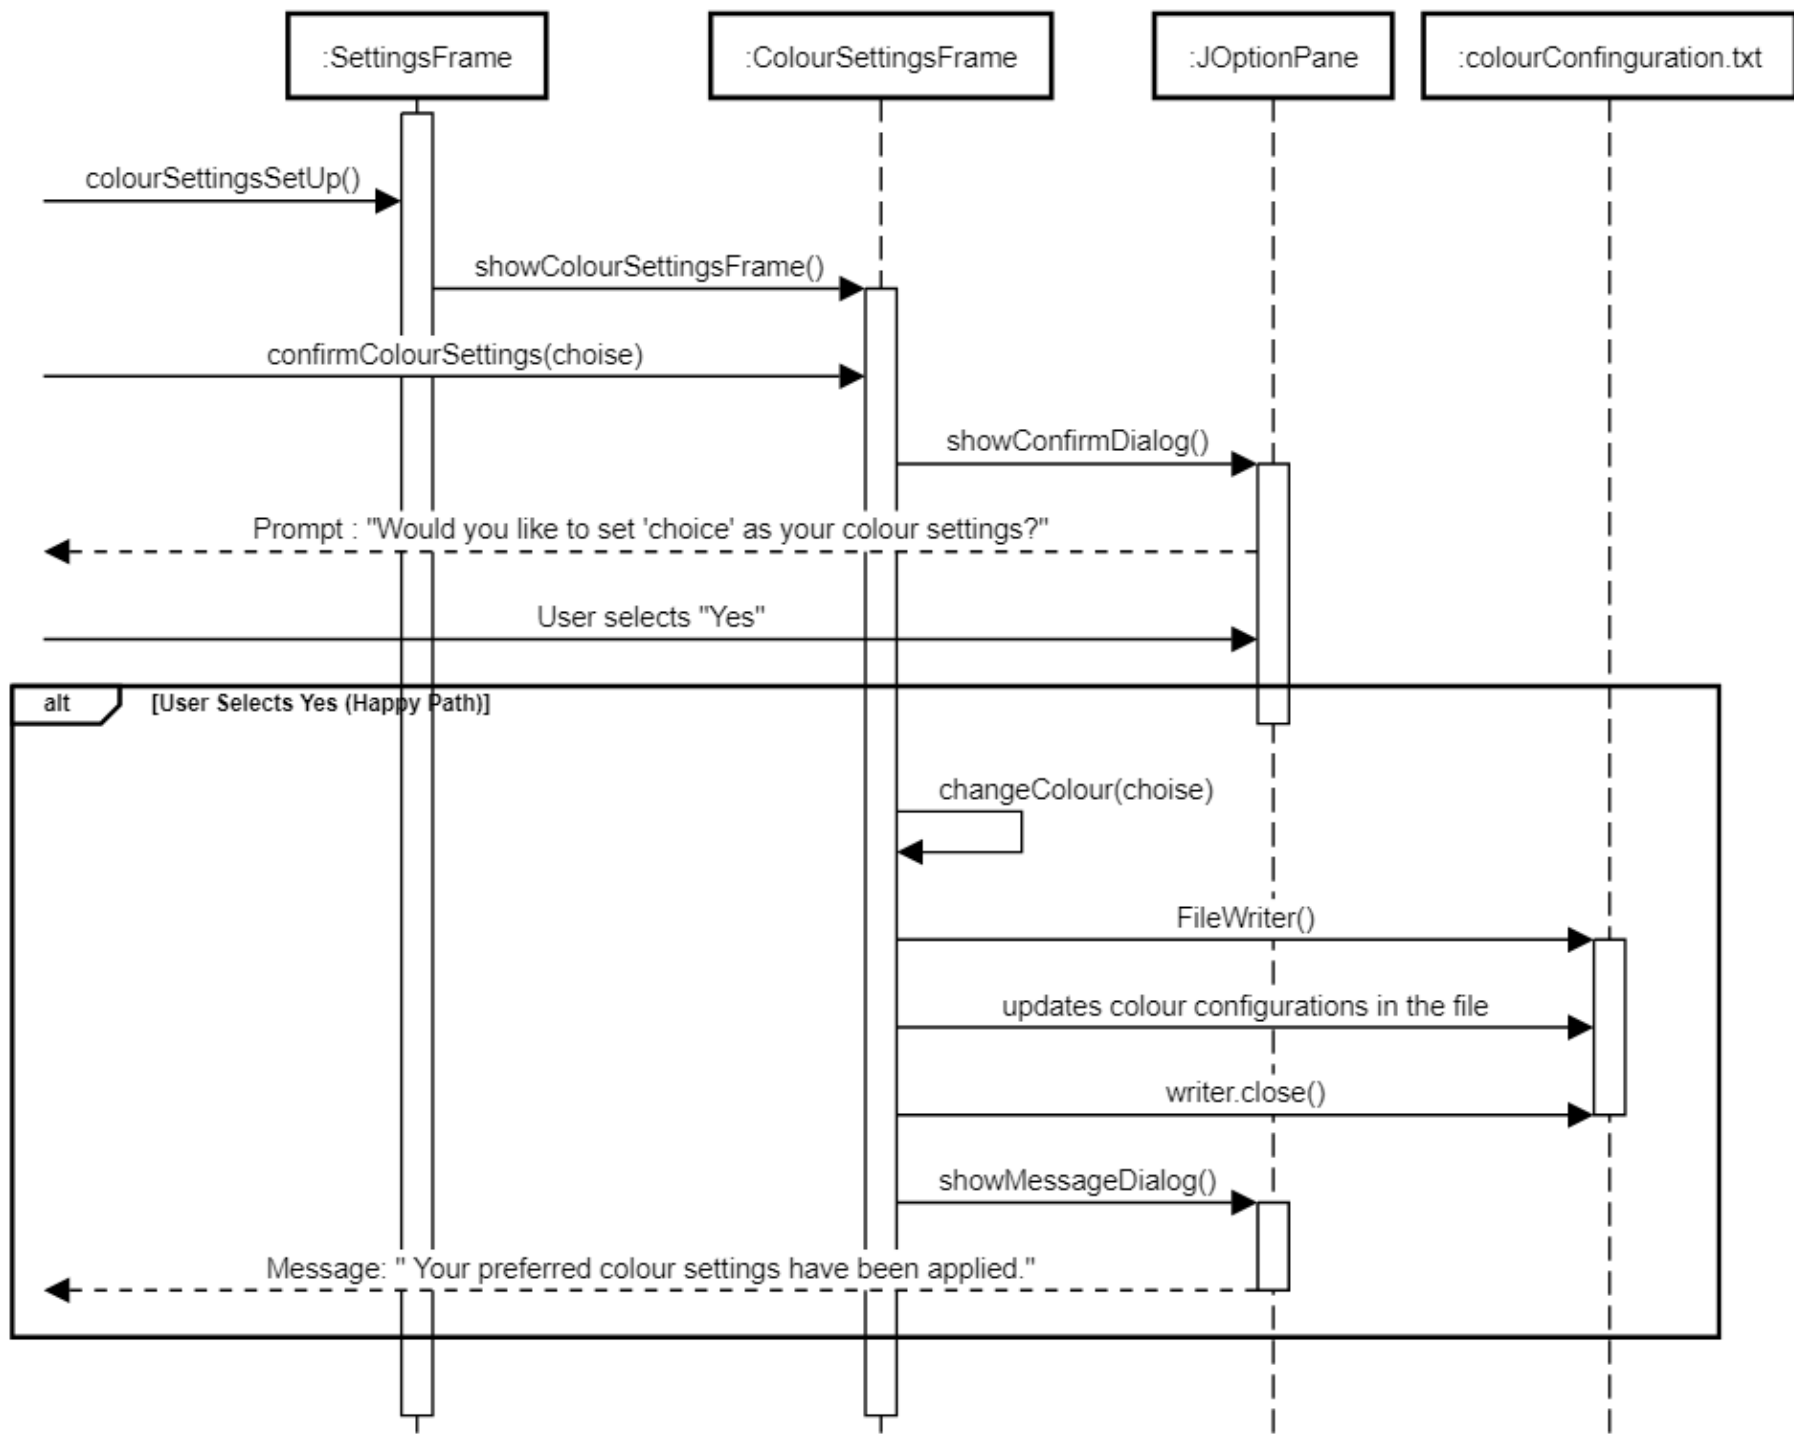 :SettingsFrame
:ColourSettingsFrame
:JOptionPane
:colourConfinguration.txt
colourSettingsSetUp()
showColourSettingsFrame()
confirmColourSettings(choise)
showConfirmDialog()
Prompt : "Would you like to set 'choice' as your colour settings?"
User selects "Yes"
alt
[User Selects Yes (Happy Path)]
changeColour(choise)
FileWriter()
updates colour configurations in the file
writer.close()
showMessageDialog()
Message: " Your preferred colour settings have been applied."